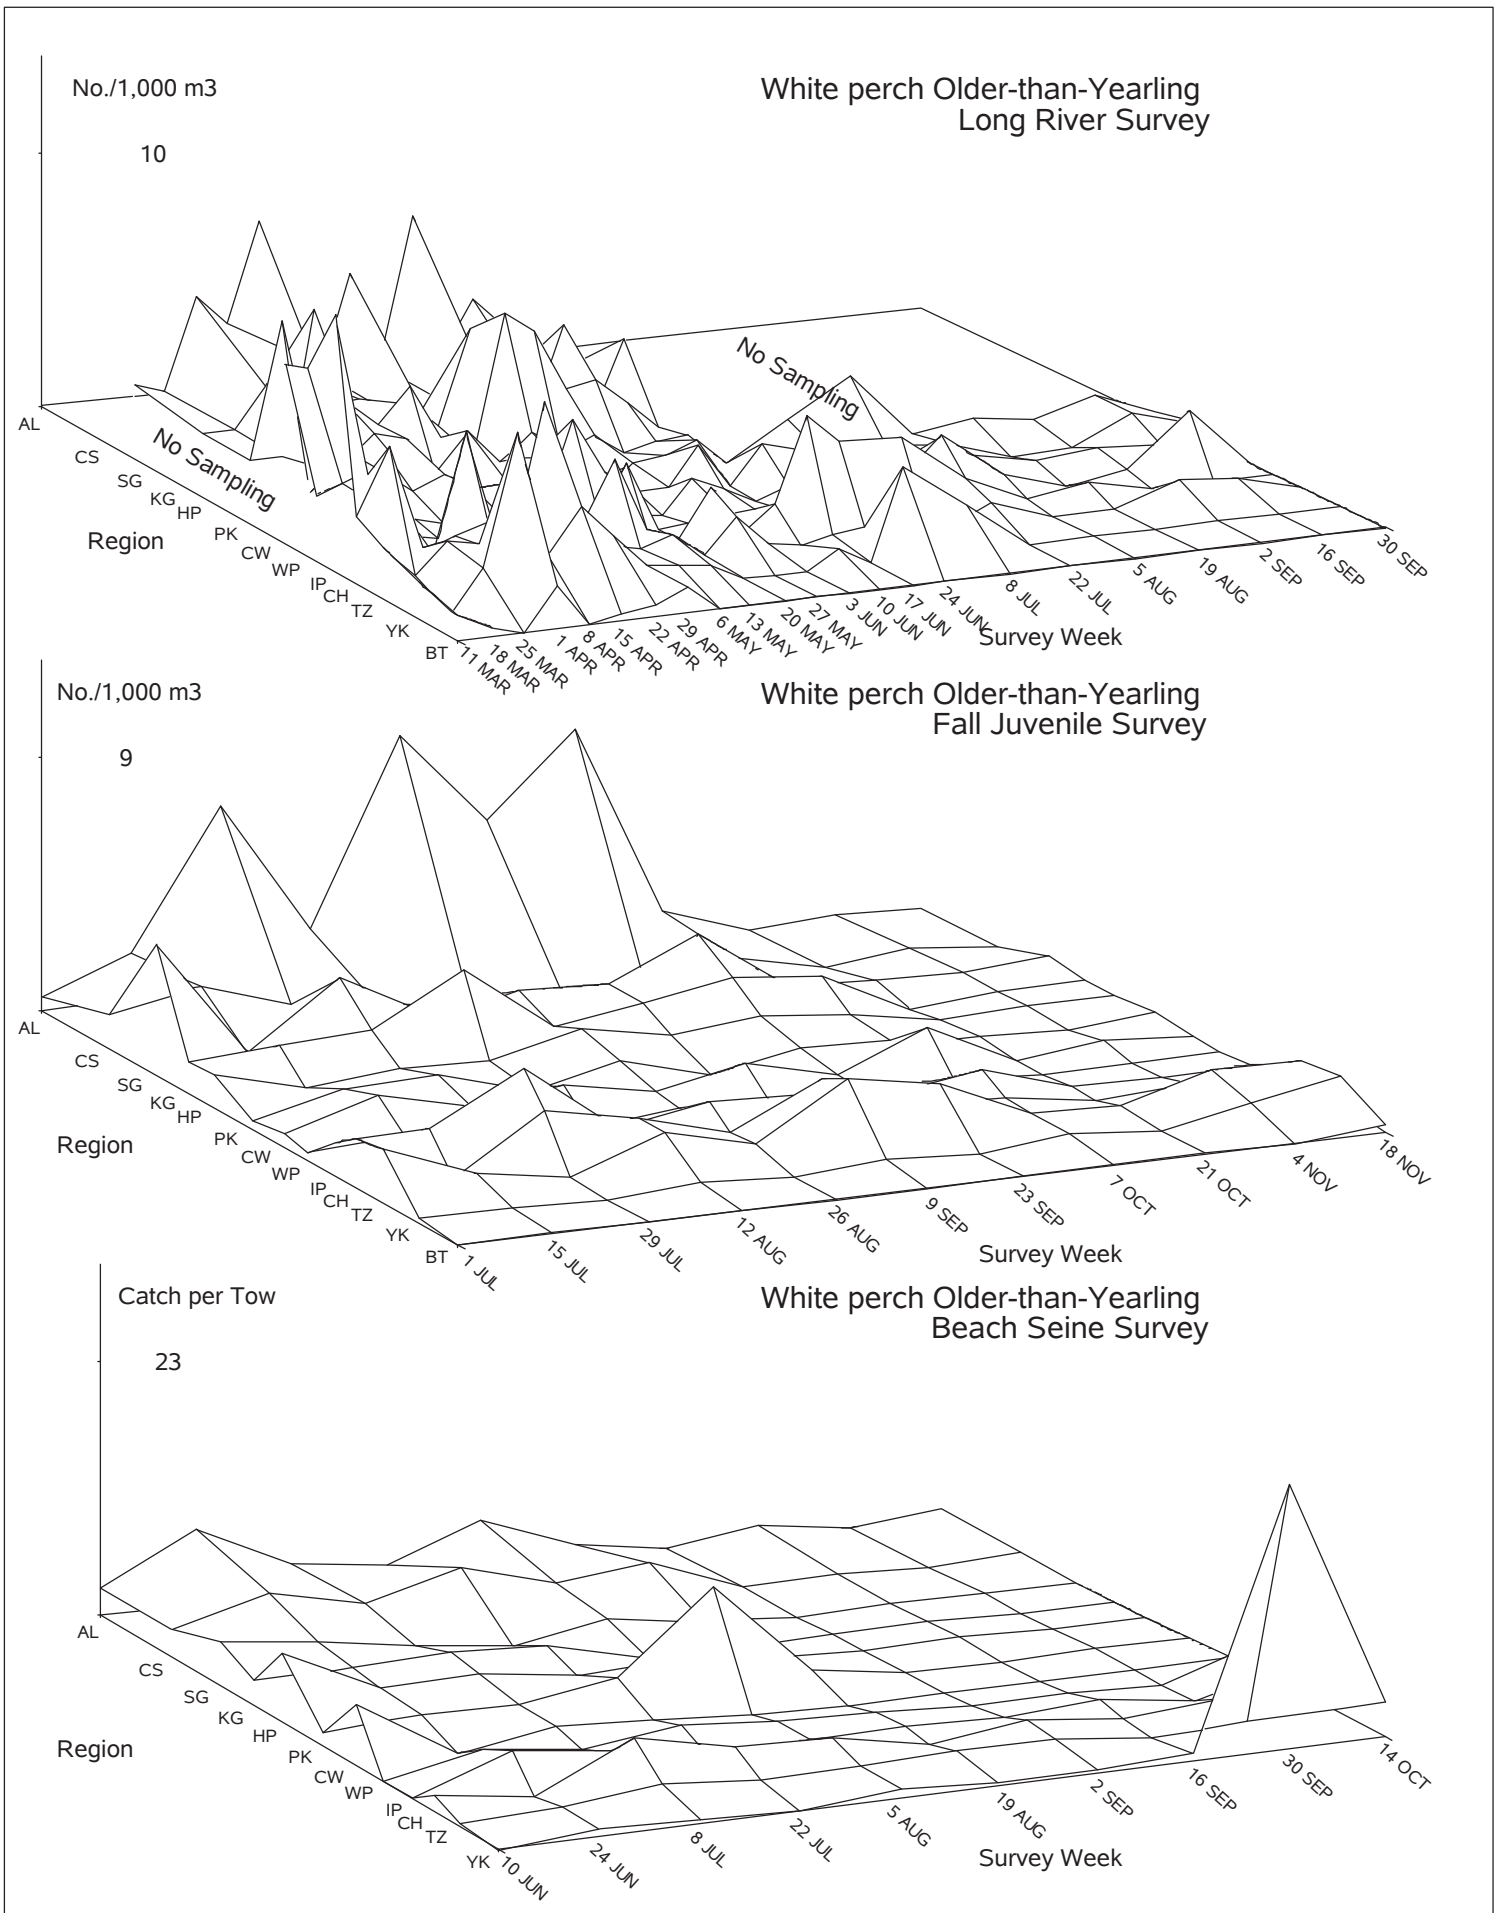 No./1,000 m3
White perch Older-than-Yearling
Long River Survey
10
No Sampling
AL
CS
SG
KG
HP
PK
CW
WP
IP
CH
TZ
YK
BT
No Sampling
Region
11 MAR
18 MAR
25 MAR
1 APR
8 APR
15 APR
22 APR
29 APR
6 MAY
13 MAY
20 MAY
27 MAY
3 JUN
10 JUN
17 JUN
24 JUN
8 JUL
22 JUL
5 AUG
19 AUG
2 SEP
16 SEP
30 SEP
Survey Week
No./1,000 m3
White perch Older-than-Yearling
Fall Juvenile Survey
9
AL
CS
SG
KG
HP
PK
CW
WP
IP
CH
TZ
YK
BT
Region
1 JUL
15 JUL
29 JUL
12 AUG
26 AUG
9 SEP
23 SEP
7 OCT
21 OCT
4 NOV
18 NOV
Survey Week
Catch per Tow
White perch Older-than-Yearling
Beach Seine Survey
23
AL
CS
SG
KG
HP
PK
CW
WP
IP
CH
TZ
YK
Region
10 JUN
24 JUN
8 JUL
22 JUL
5 AUG
19 AUG
2 SEP
16 SEP
30 SEP
14 OCT
Survey Week